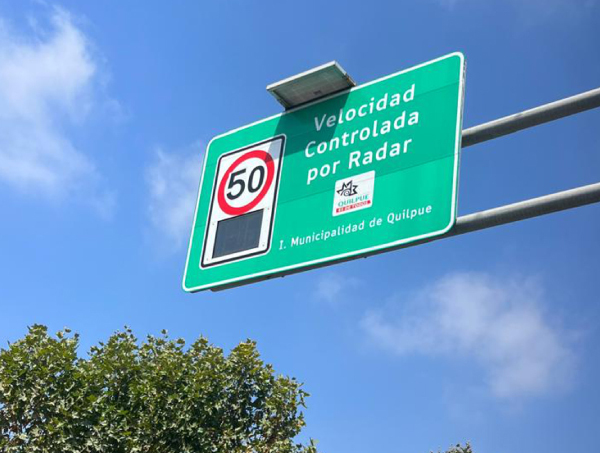 Velocidad
Controlada
por Radar
50
QUILPUE
I. Municipalidad de Quilpue